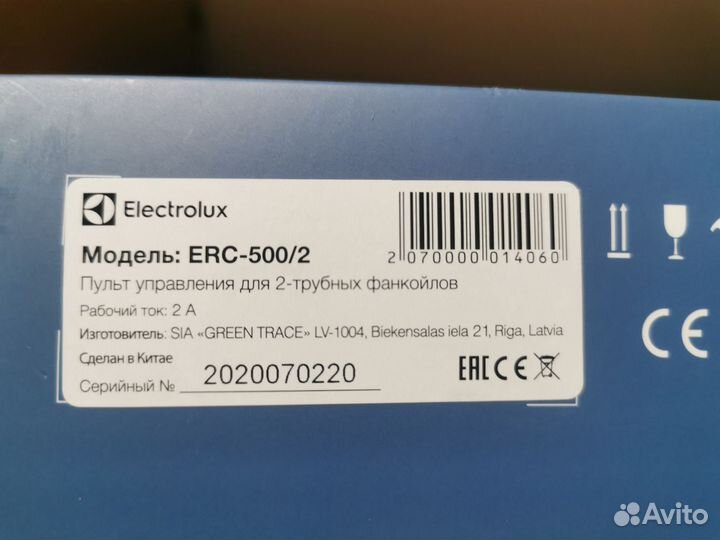 Electrolux
2 070000 014060
Модель: ERC-500/2
Пульт управления для 2-трубных фанкойлов
Рабочий ток: 2 А
Изготовитель: SIA «GREEN TRACE» LV-1004, Biekensalas iela 21, Riga, Latvia
Сделан в Китае
Серийный № 2020070220
EAC CE
CE
Avito